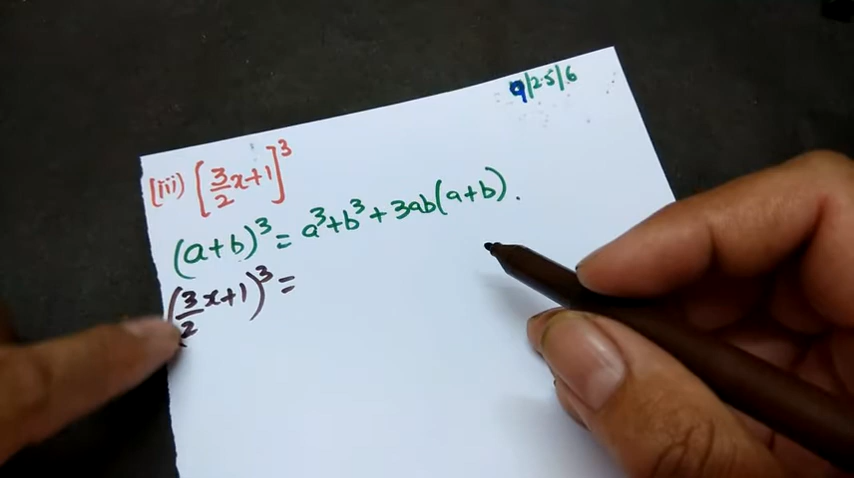 9|2.5|6
(iii) [3/2 x+1]³
(a+b)³ = a³+b³+3ab(a+b).
(3/2 x+1)³ =